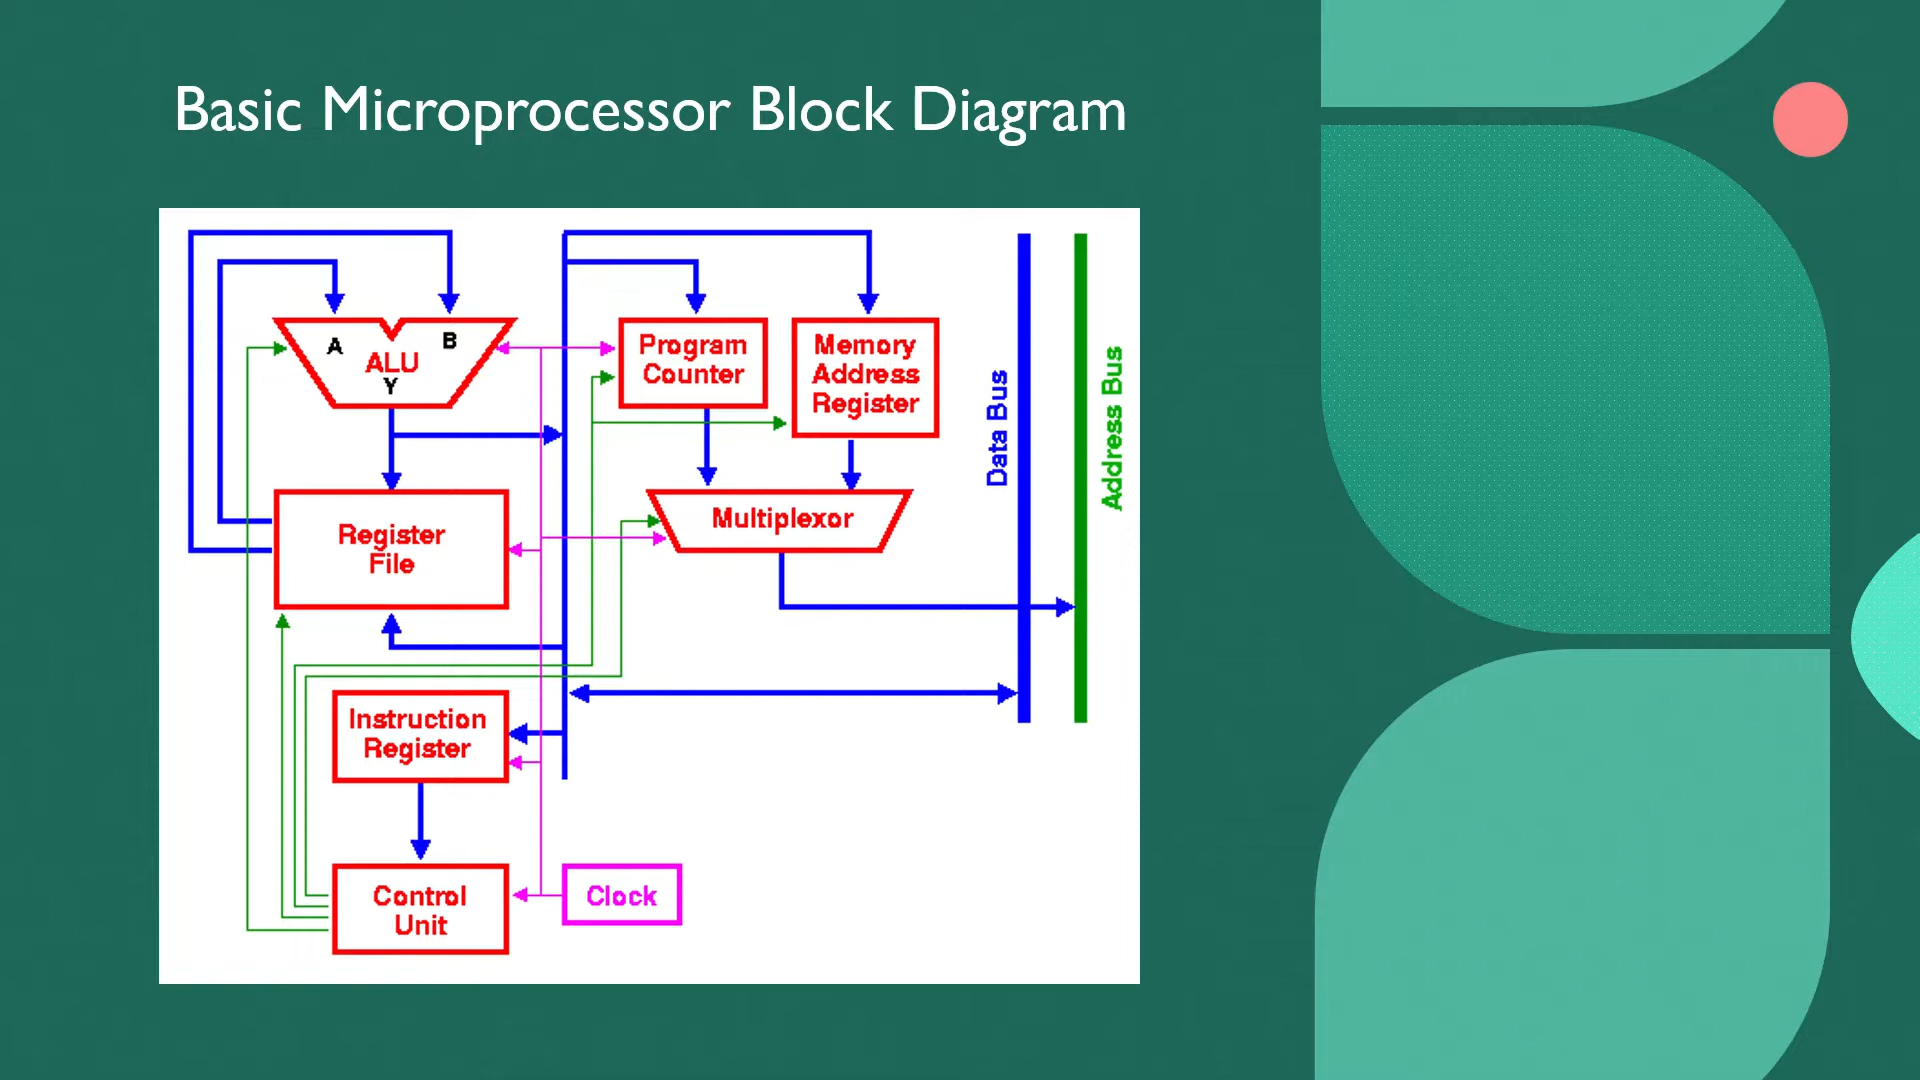 Basic Microprocessor Block Diagram
A
B
ALU
Y
Program
Counter
Memory
Address
Register
Data Bus
Address Bus
Register
File
Multiplexor
Instruction
Register
Control
Unit
Clock